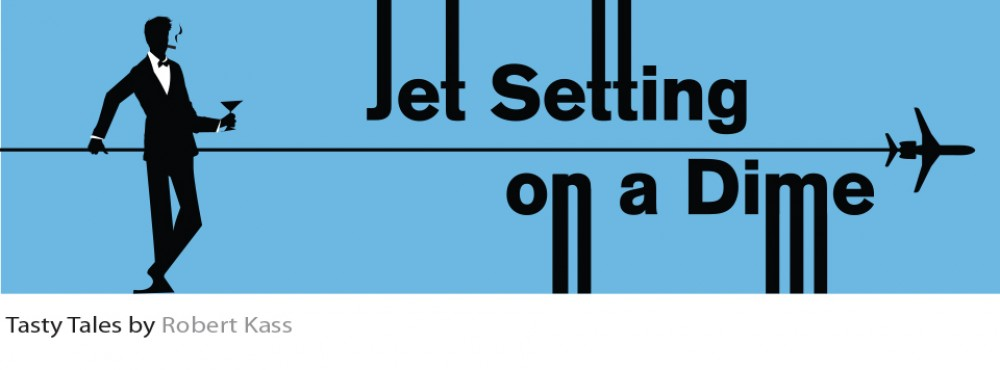 Jet Setting
on a Dime
Tasty Tales by Robert Kass